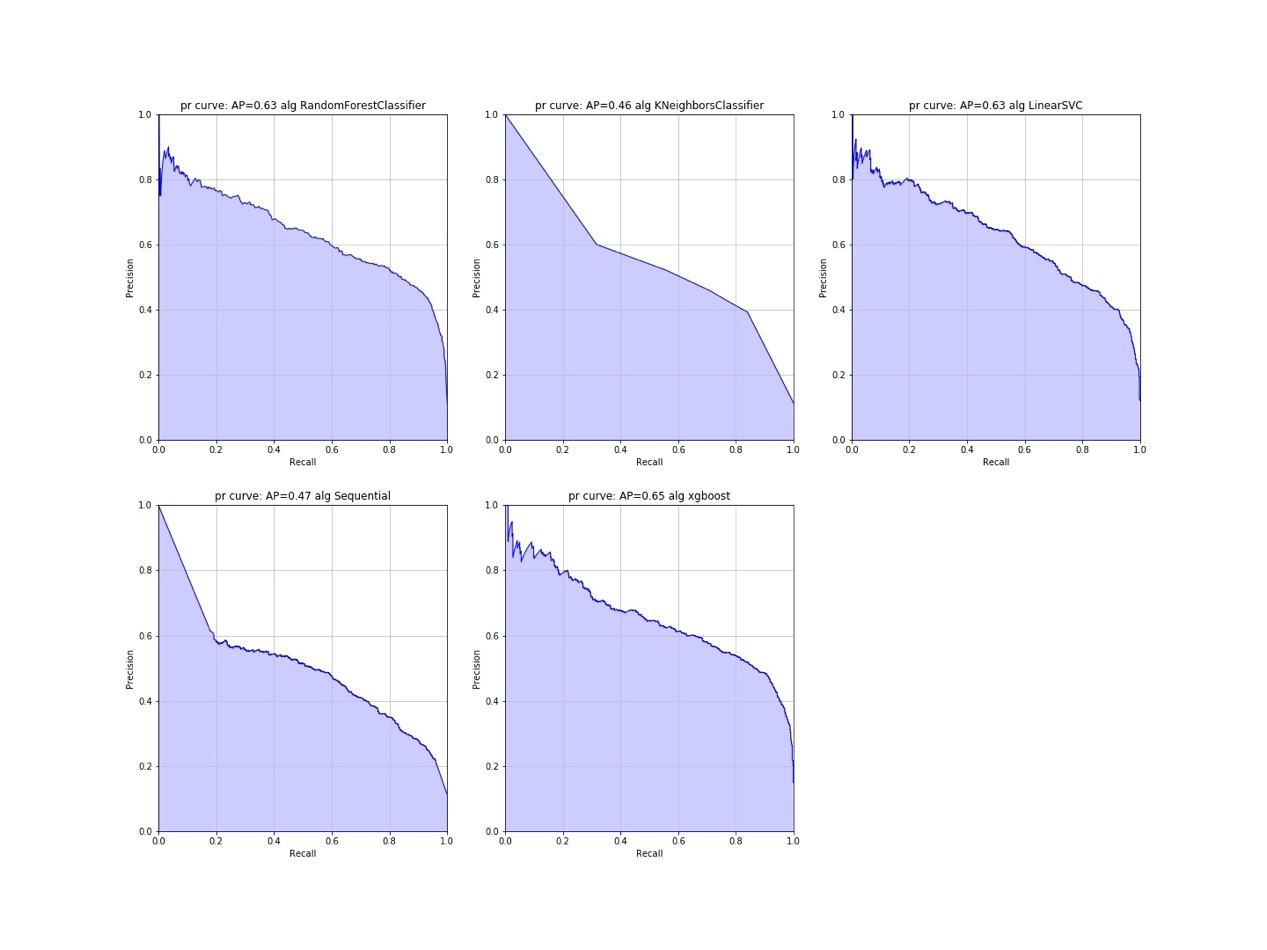 pr curve: AP=0.63 alg RandomForestClassifier
1.0
0.8
0.6
0.4
0.2
0.0
Precision
0.0 0.2 0.4 0.6 0.8 1.0
Recall
pr curve: AP=0.46 alg KNeighborsClassifier
1.0
0.8
0.6
0.4
0.2
0.0
Precision
0.0 0.2 0.4 0.6 0.8 1.0
Recall
pr curve: AP=0.63 alg LinearSVC
1.0
0.8
0.6
0.4
0.2
0.0
Precision
0.0 0.2 0.4 0.6 0.8 1.0
Recall
pr curve: AP=0.47 alg Sequential
1.0
0.8
0.6
0.4
0.2
0.0
Precision
0.0 0.2 0.4 0.6 0.8 1.0
Recall
pr curve: AP=0.65 alg xgboost
1.0
0.8
0.6
0.4
0.2
0.0
Precision
0.0 0.2 0.4 0.6 0.8 1.0
Recall